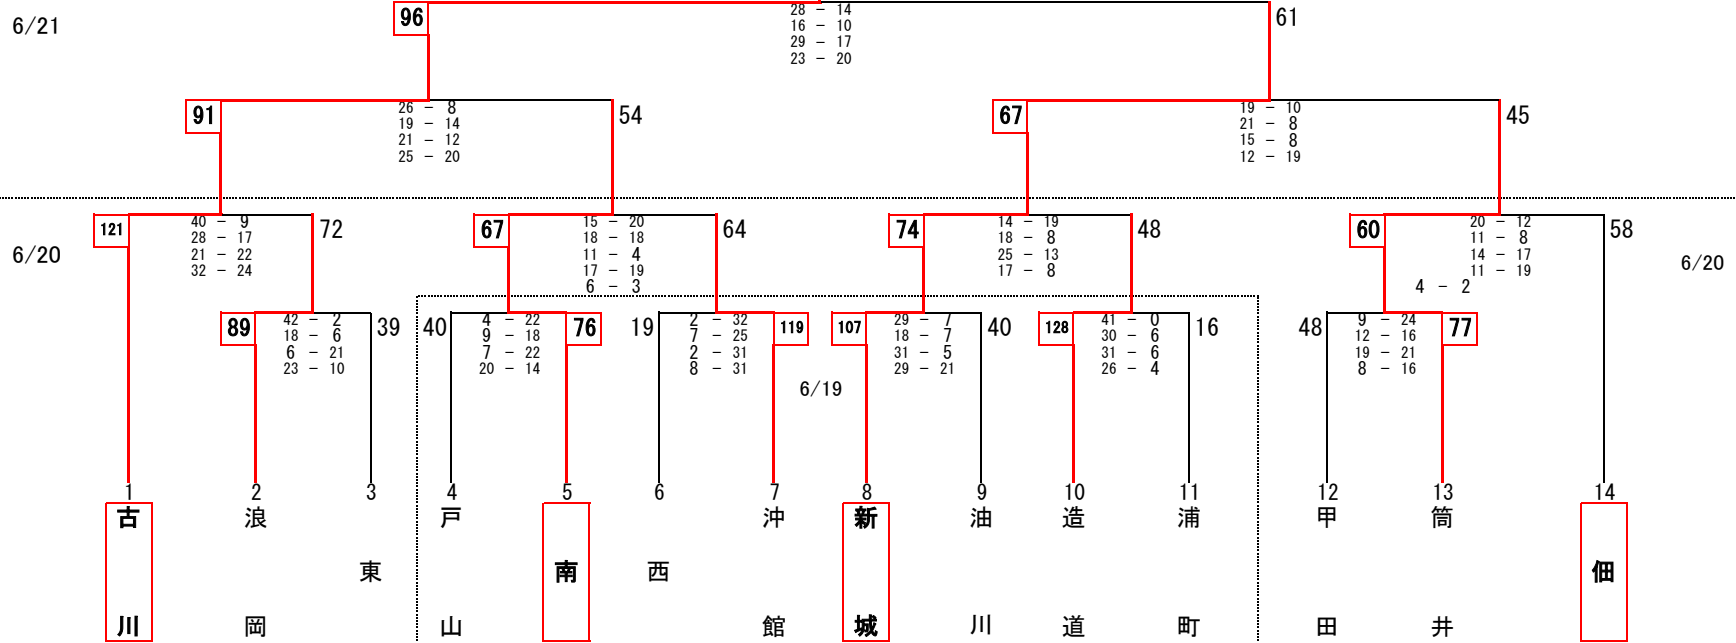 6/21
96
28 - 14
16 - 10
29 - 17
23 - 20
61
91
26 - 8
19 - 14
21 - 12
25 - 20
54
67
19 - 10
21 - 8
15 - 8
12 - 19
45
6/20
121
40 - 9
28 - 17
21 - 22
32 - 24
72
67
15 - 20
18 - 18
11 - 4
17 - 19
6 - 3
64
74
14 - 19
18 - 8
25 - 13
17 - 8
48
60
20 - 12
11 - 8
14 - 17
11 - 19
4 - 2
58
6/20
89
42 - 2
18 - 6
6 - 21
23 - 10
39
40
4 - 22
9 - 18
7 - 22
20 - 14
76
19
2 - 32
7 - 25
2 - 31
8 - 31
119
6/19
107
29 - 7
18 - 7
31 - 5
29 - 21
40
128
41 - 0
30 - 6
31 - 6
26 - 4
16
48
9 - 24
12 - 16
19 - 21
8 - 16
77
1 2 3 4 5 6 7 8 9 10 11 12 13 14
古川
浪岡
東
戸山
南
西
沖館
新城
油川
造道
浦町
甲田
筒井
佃